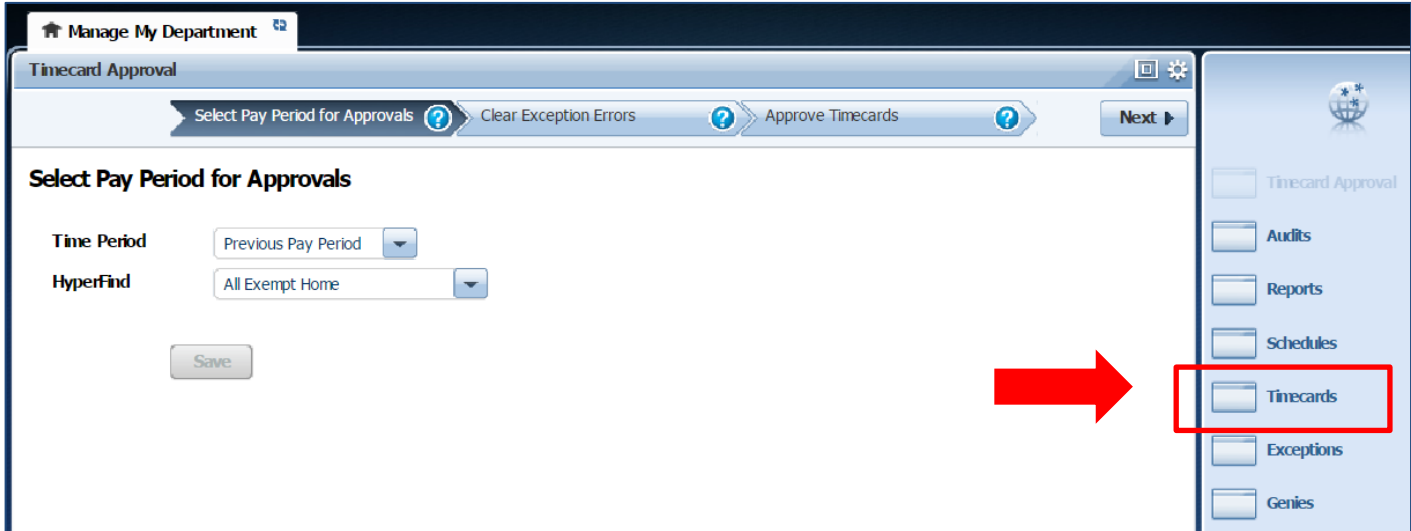 Manage My Department
Timecard Approval
Select Pay Period for Approvals ? Clear Exception Errors ? Approve Timecards ? Next
Select Pay Period for Approvals
Time Period Previous Pay Period
HyperFind All Exempt Home
Save
Timecard Approval
Audits
Reports
Schedules
Timecards
Exceptions
Genies